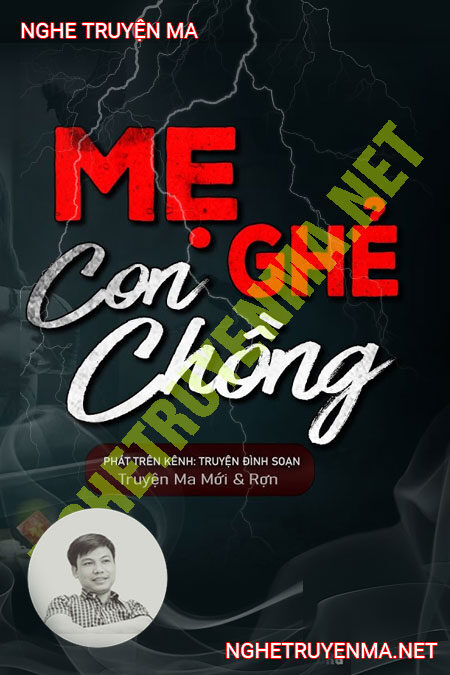 NGHE TRUYỆN MA
MẸ
GHẺ
Con
Chồng
NGHETRUYENMA.NET
PHÁT TRÊN KÊNH: TRUYỆN ĐÌNH SOẠN
Truyện Ma Mới & Rợn
NGHETRUYENMA.NET